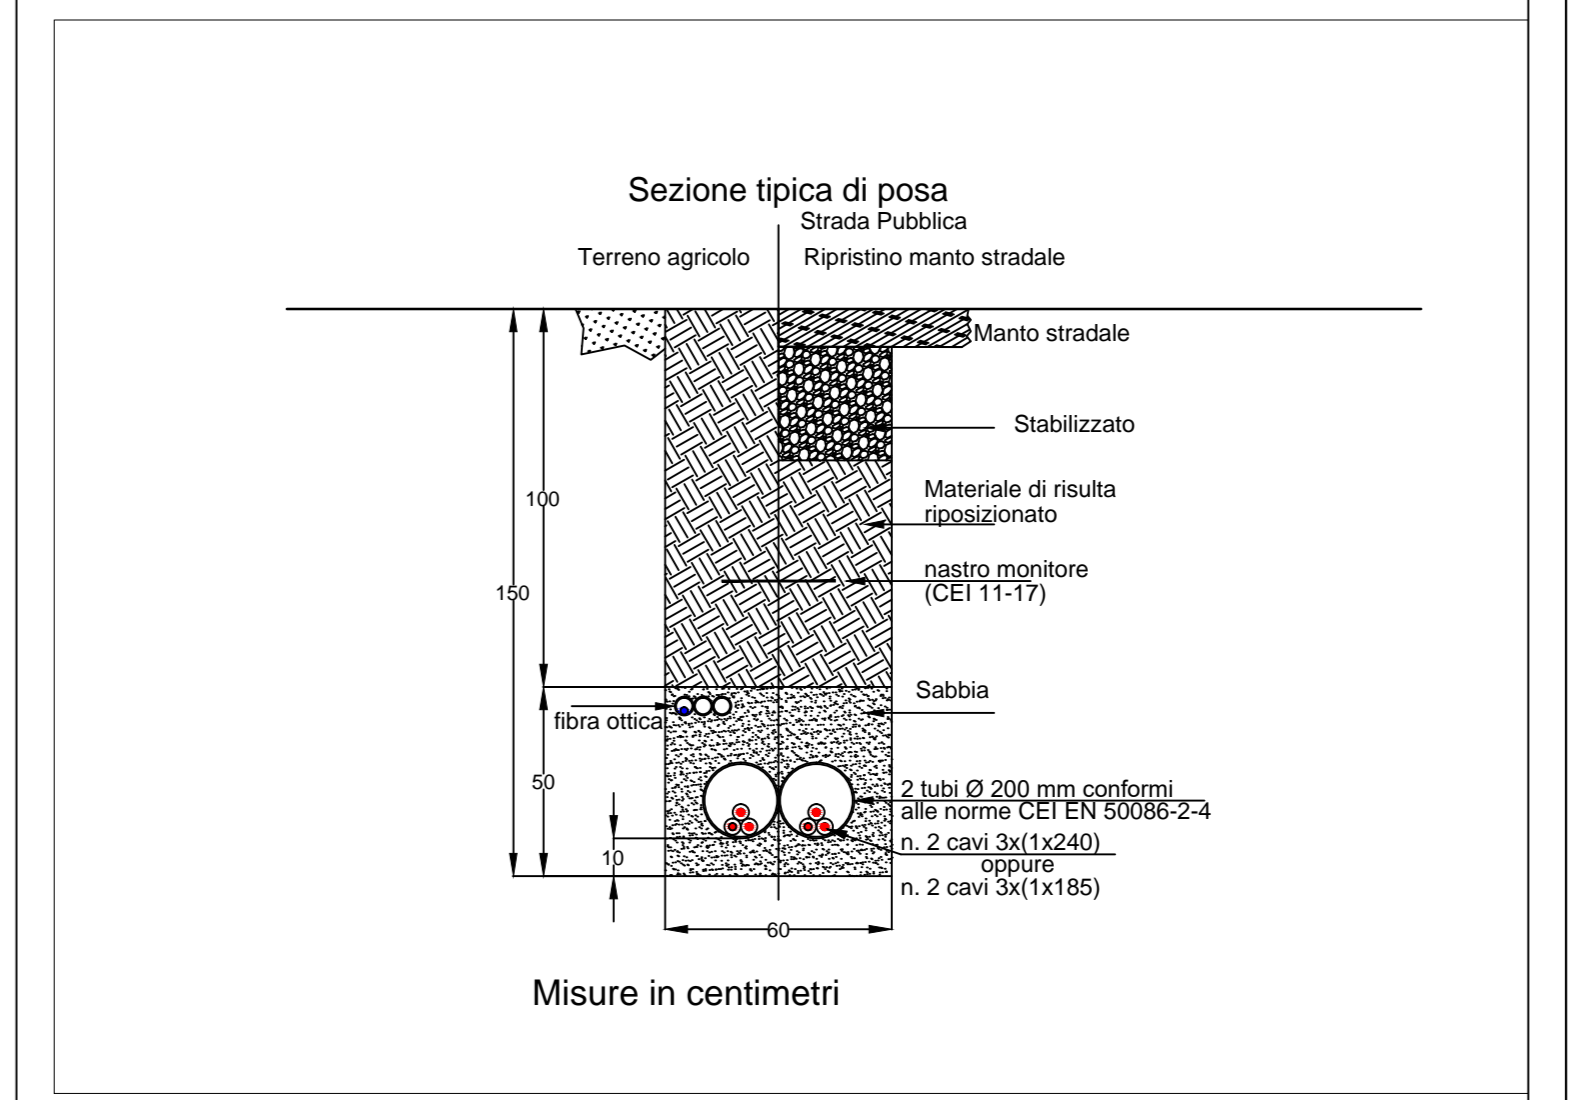 Sezione tipica di posa
Strada Pubblica
Terreno agricolo
Ripristino manto stradale
Manto stradale
Stabilizzato
Materiale di risulta
riposizionato
100
nastro monitore
(CEI 11-17)
150
Sabbia
fibra ottica
50
2 tubi Ø 200 mm conformi
alle norme CEI EN 50086-2-4
n. 2 cavi 3x(1x240)
10
oppure
n. 2 cavi 3x(1x185)
60
Misure in centimetri